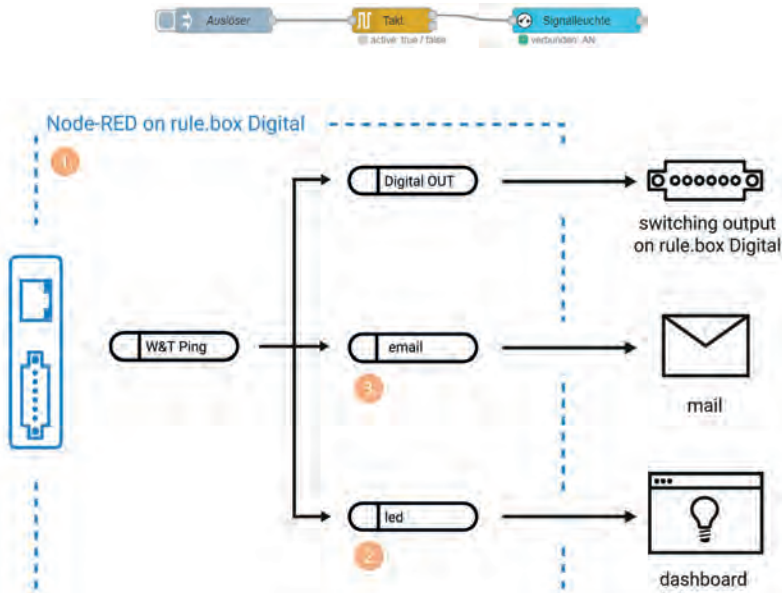 Auslöser
Takt
Signalleuchte
active: true / false
verbunden: AN
Node-RED on rule.box Digital
1.
Digital OUT
switching output
on rule.box Digital
W&T Ping
email
3.
mail
led
2.
dashboard